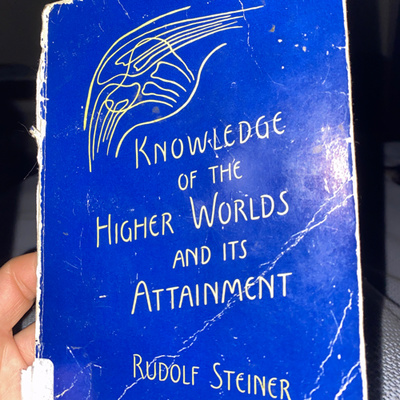 KNOWLEDGE
OF THE
HIGHER WORLDS
AND ITS
ATTAINMENT
RUDOLF STEINER